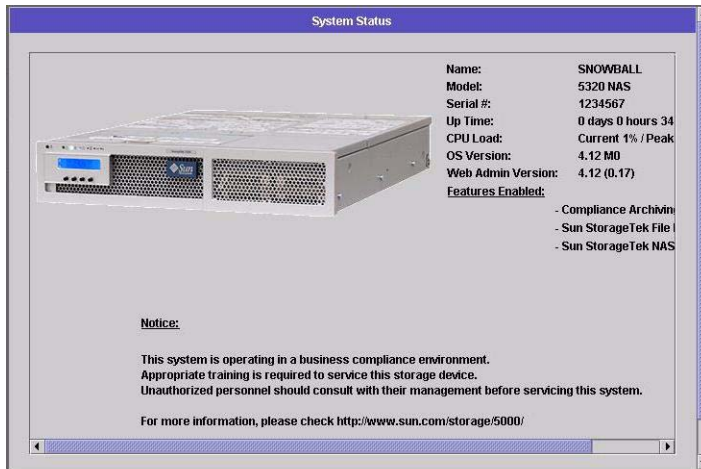 System Status
Name: SNOWBALL
Model: 5320 NAS
Serial #: 1234567
Up Time: 0 days 0 hours 34
CPU Load: Current 1% / Peak
OS Version: 4.12 M0
Web Admin Version: 4.12 (0.17)
Features Enabled:
- Compliance
- Sun StorageTek File
- Sun StorageTek NAS
Sun
Notice:
This system is operating in a business compliance environment.
Appropriate training is required to service this storage device.
Unauthorized personnel should consult with their management before servicing this system.
For more information, please check http://www.sun.com/storage/5000/